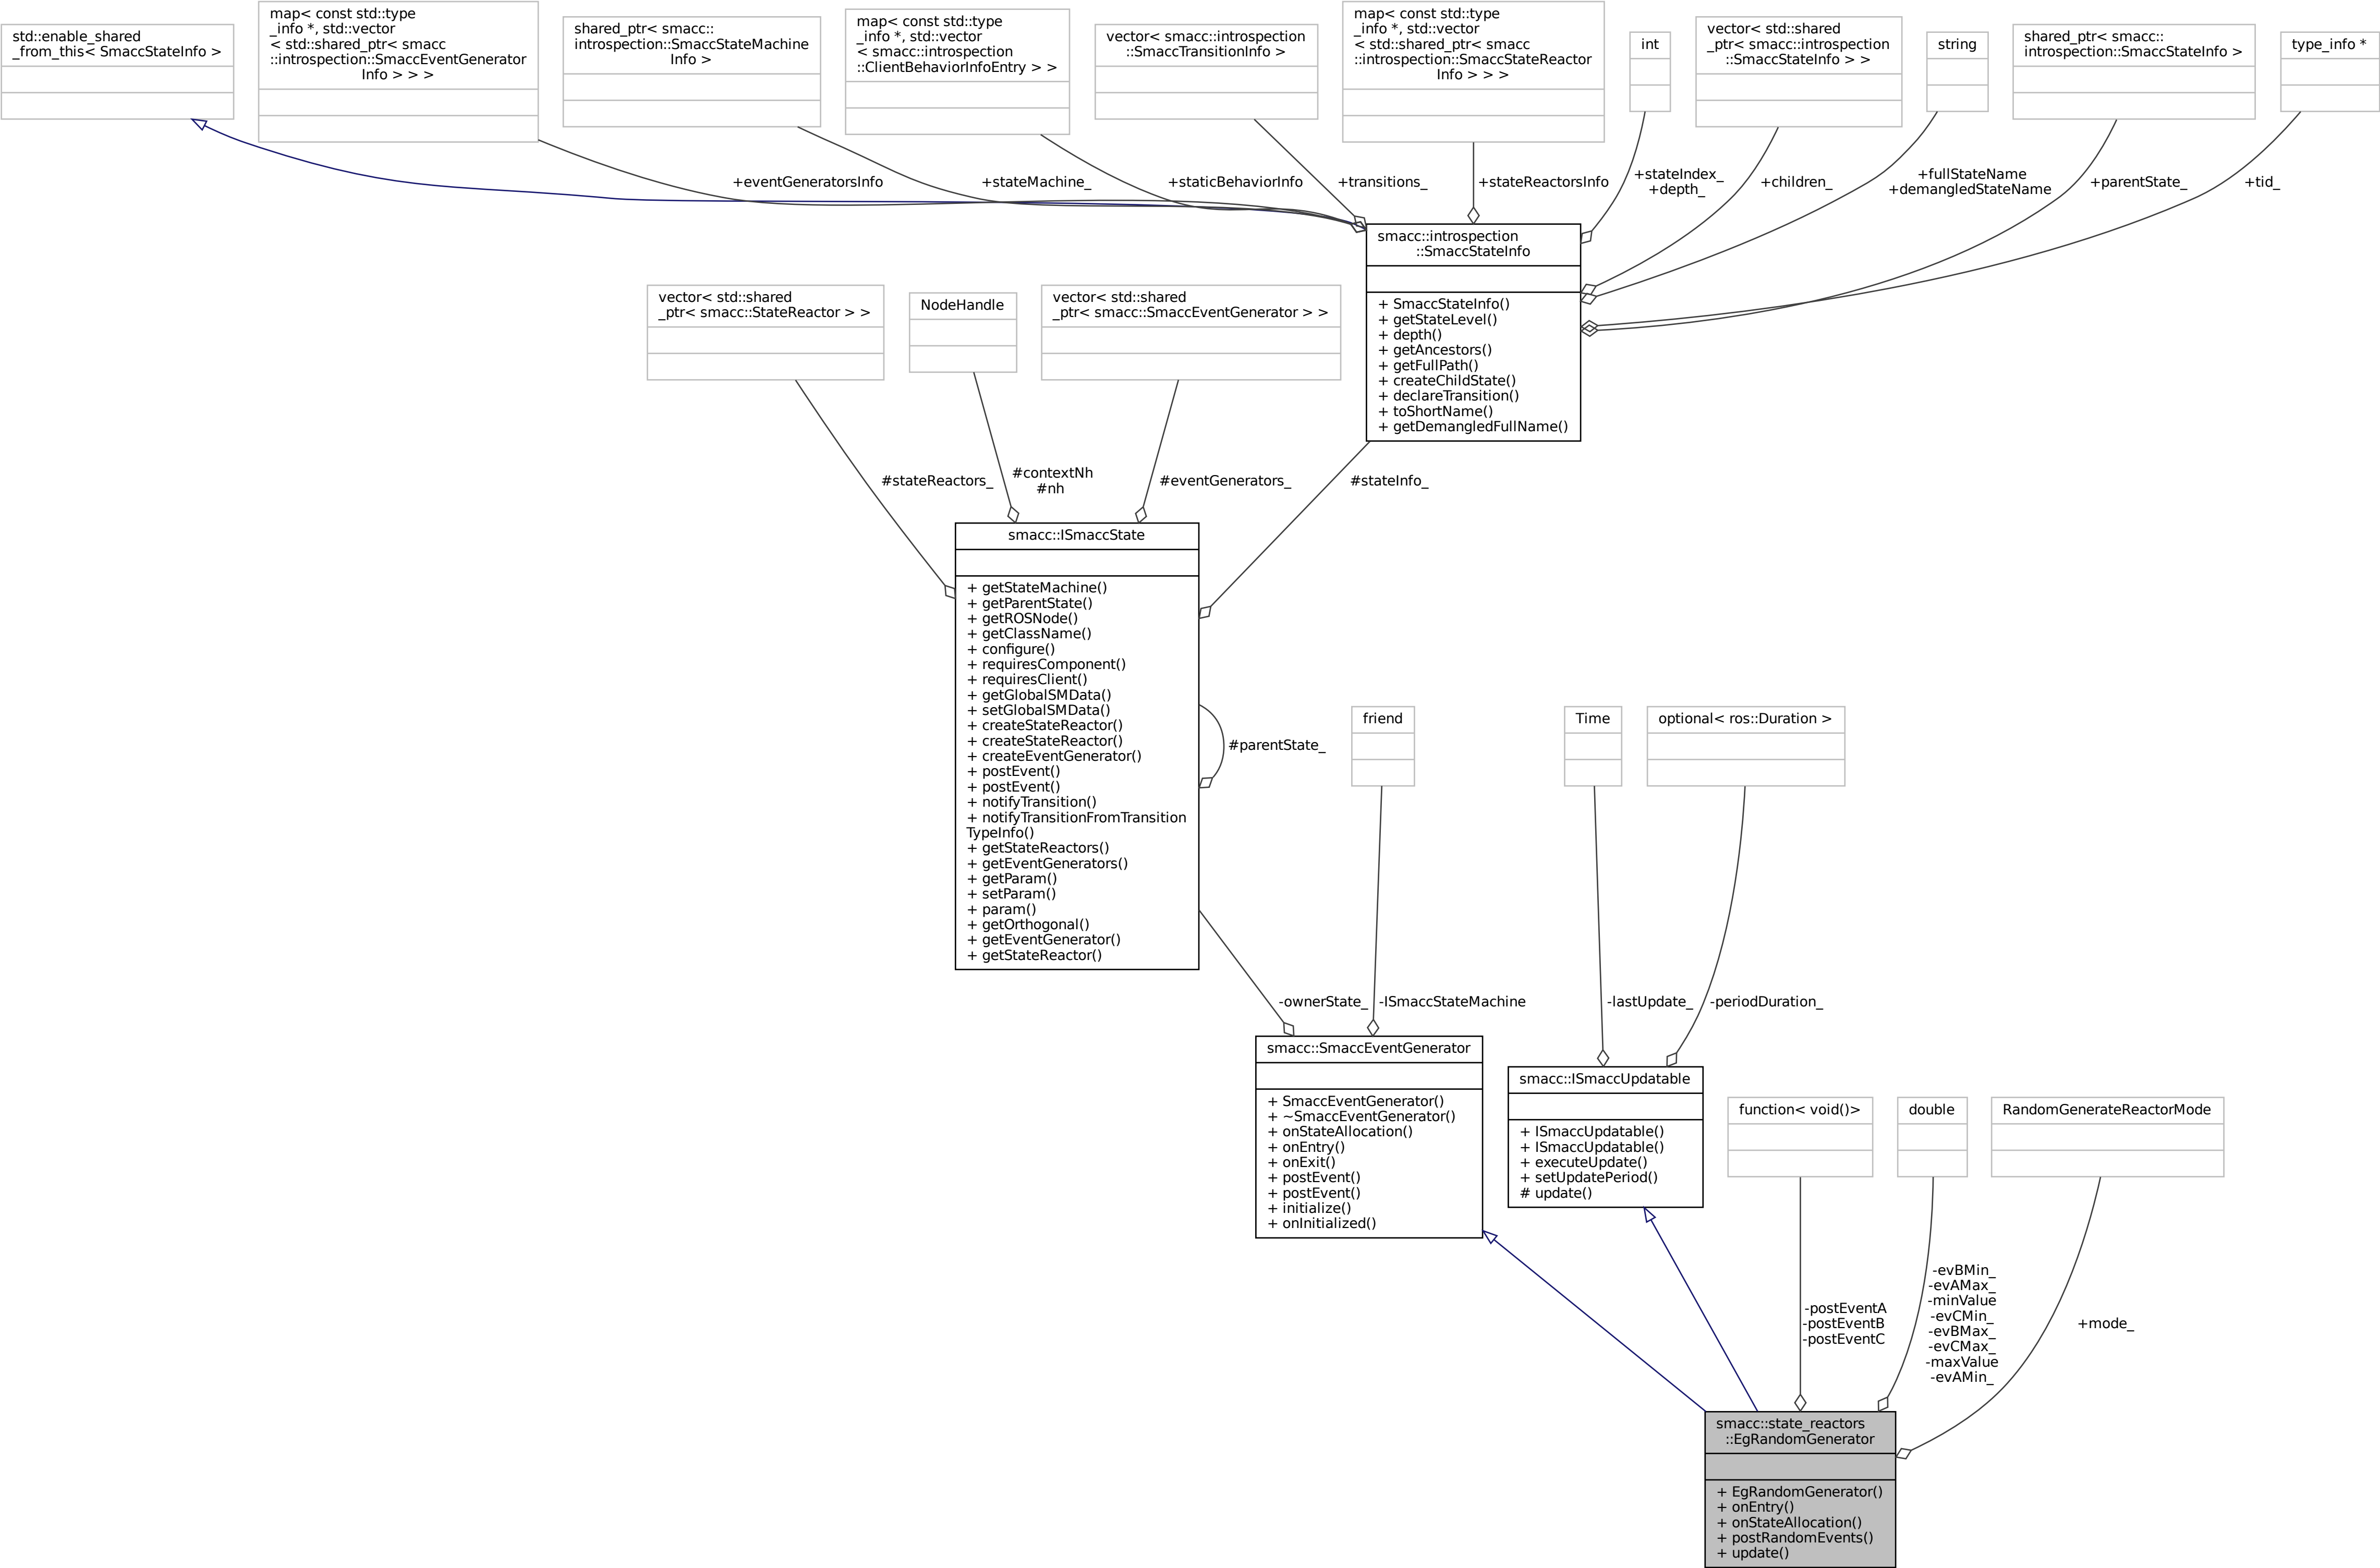 std::enable_shared
_from_this< SmaccStateInfo >
map< const std::type
_info *, std::vector
< std::shared_ptr< smacc
::introspection::SmaccEventGenerator
Info > > >
shared_ptr< smacc::
introspection::SmaccStateMachine
Info >
map< const std::type
_info *, std::vector
< smacc::introspection
::ClientBehaviorInfoEntry > >
vector< smacc::introspection
::SmaccTransitionInfo >
map< const std::type
_info *, std::vector
< std::shared_ptr< smacc
::introspection::SmaccStateReactor
Info > > >
int
vector< std::shared
_ptr< smacc::introspection
::SmaccStateInfo > >
string
shared_ptr< smacc::
introspection::SmaccStateInfo >
type_info *
+eventGeneratorsInfo
+stateMachine_
+staticBehaviorInfo
+transitions_
+stateReactorsInfo
+stateIndex_
+depth_
+children_
+fullStateName
+demangledStateName
+parentState_
+tid_
smacc::introspection
::SmaccStateInfo
+ SmaccStateInfo()
+ getStateLevel()
+ depth()
+ getAncestors()
+ getFullPath()
+ createChildState()
+ declareTransition()
+ toShortName()
+ getDemangledFullName()
vector< std::shared
_ptr< smacc::StateReactor > >
NodeHandle
vector< std::shared
_ptr< smacc::SmaccEventGenerator > >
#stateReactors_
#contextNh
#nh
#eventGenerators_
#stateInfo_
smacc::ISmaccState
+ getStateMachine()
+ getParentState()
+ getROSNode()
+ getClassName()
+ configure()
+ requiresComponent()
+ requiresClient()
+ getGlobalSMData()
+ setGlobalSMData()
+ createStateReactor()
+ createStateReactor()
+ createEventGenerator()
+ postEvent()
+ postEvent()
+ notifyTransition()
+ notifyTransitionFromTransition
TypeInfo()
+ getStateReactors()
+ getEventGenerators()
+ getParam()
+ setParam()
+ param()
+ getOrthogonal()
+ getEventGenerator()
+ getStateReactor()
#parentState_
friend
Time
optional< ros::Duration >
-ownerState_
-ISmaccStateMachine
-lastUpdate_
-periodDuration_
smacc::SmaccEventGenerator
+ SmaccEventGenerator()
+ ~SmaccEventGenerator()
+ onStateAllocation()
+ onEntry()
+ onExit()
+ postEvent()
+ postEvent()
+ initialize()
+ onInitialized()
smacc::ISmaccUpdatable
+ ISmaccUpdatable()
+ ISmaccUpdatable()
+ executeUpdate()
+ setUpdatePeriod()
# update()
function< void()>
double
RandomGenerateReactorMode
-postEventA
-postEventB
-postEventC
-evBMin_
-evAMax_
-minValue
-evCMin_
-evBMax_
-evCMax_
-maxValue
-evAMin_
+mode_
smacc::state_reactors
::EgRandomGenerator
+ EgRandomGenerator()
+ onEntry()
+ onStateAllocation()
+ postRandomEvents()
+ update()